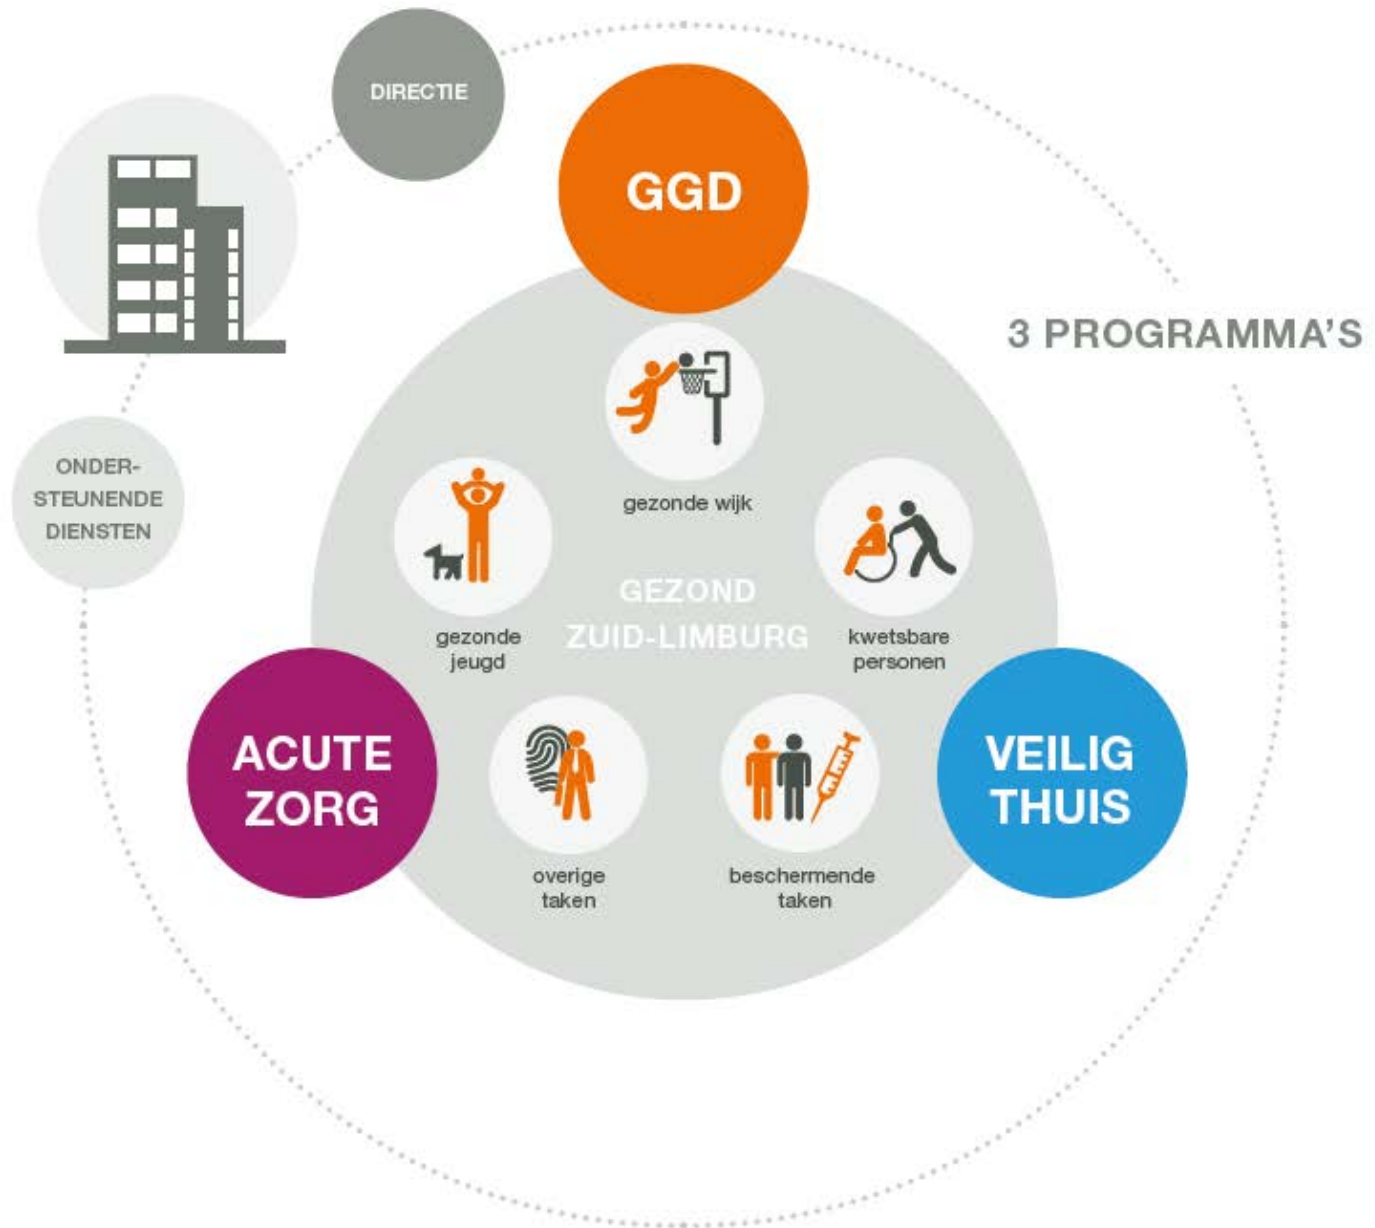 DIRECTIE
GGD
3 PROGRAMMA'S
ONDER-
STEUNENDE
DIENSTEN
gezonde wijk
GEZOND
ZUID-LIMBURG
gezonde
jeugd
kwetsbare
personen
ACUTE
ZORG
VEILIG
THUIS
overige
taken
beschermende
taken